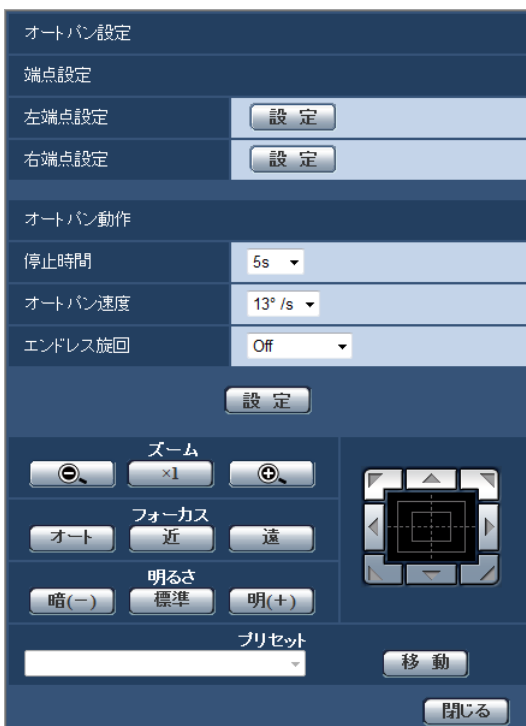 オートパン設定
端点設定
左端点設定 設 定
右端点設定 設 定
オートパン動作
停止時間 5s
オートパン速度 13° /s
エンドレス旋回 Off
設 定
ズーム
×1
フォーカス
オート 近 遠
明るさ
暗(−) 標準 明(+)
プリセット
移 動
閉じる